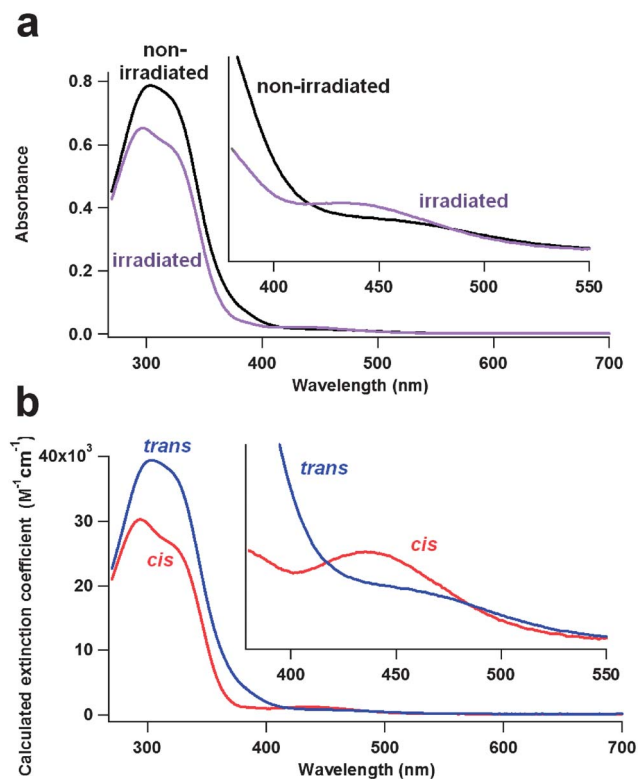 a
non-
irradiated
0.8
0.6
0.4
0.2
0.0
Absorbance
irradiated
non-irradiated
irradiated
400 450 500 550
300 400 500 600 700
Wavelength (nm)
b
trans
40x10³
30
20
10
0
Calculated extinction coefficient (M⁻¹cm⁻¹)
cis
trans
cis
400 450 500 550
300 400 500 600 700
Wavelength (nm)